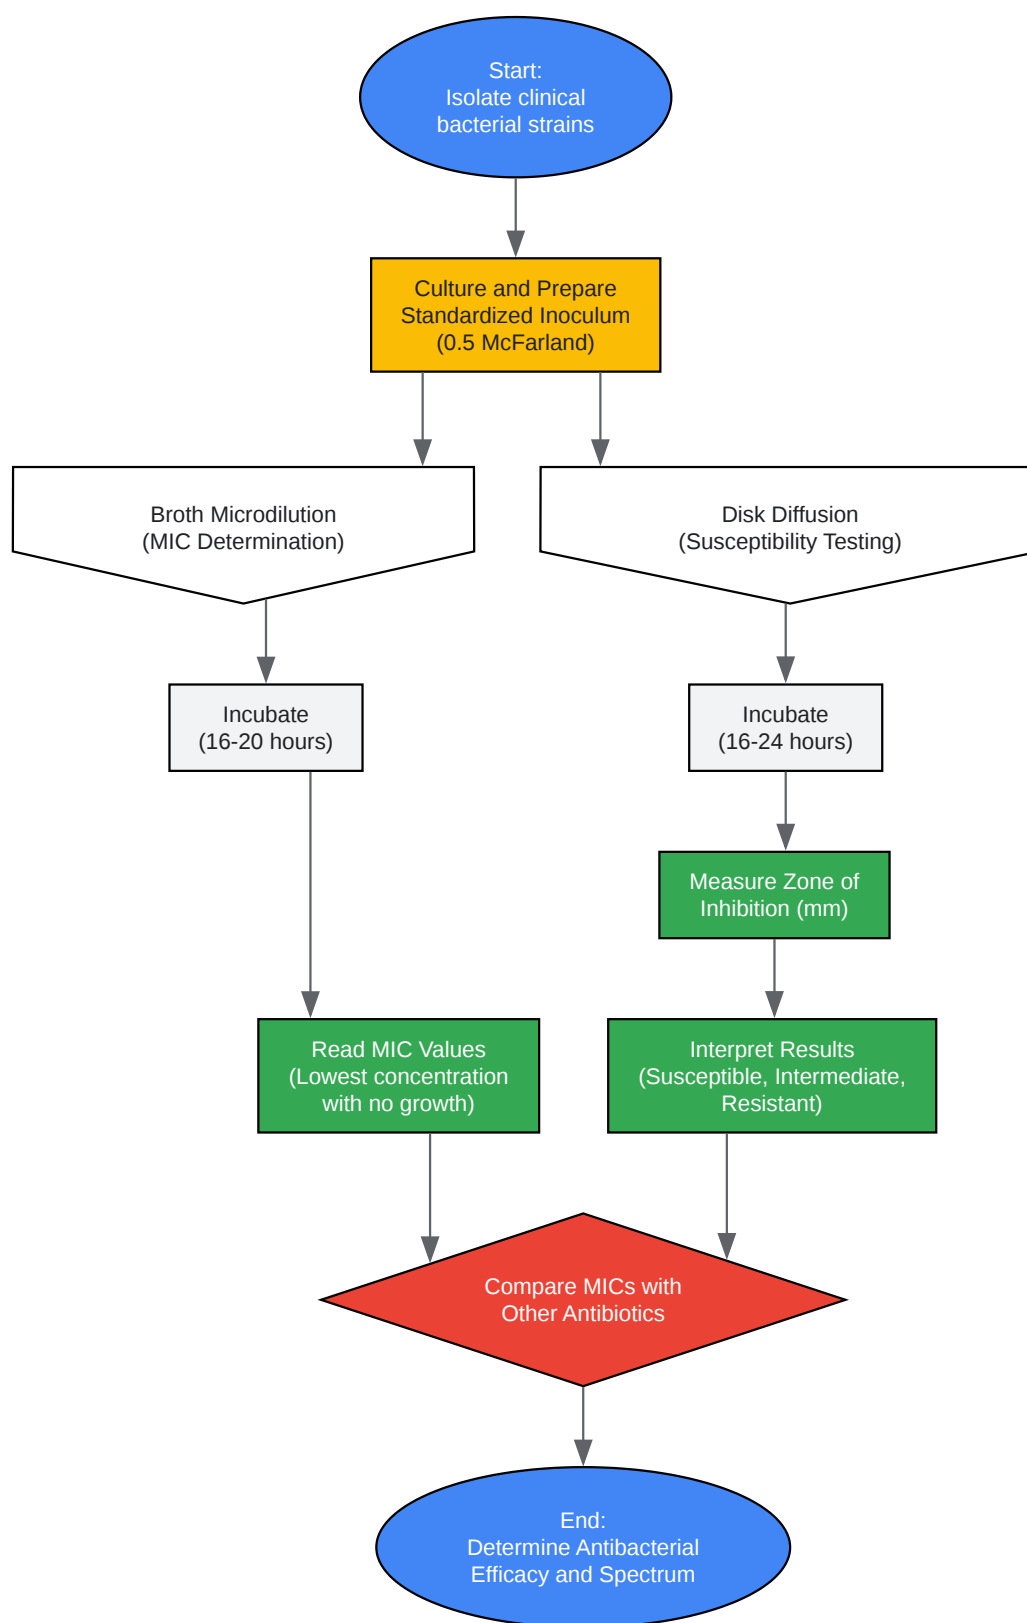 Start:
Isolate clinical
bacterial strains
Culture and Prepare
Standardized Inoculum
(0.5 McFarland)
Broth Microdilution
(MIC Determination)
Disk Diffusion
(Susceptibility Testing)
Incubate
(16-20 hours)
Incubate
(16-24 hours)
Measure Zone of
Inhibition (mm)
Read MIC Values
(Lowest concentration
with no growth)
Interpret Results
(Susceptible, Intermediate,
Resistant)
Compare MICs with
Other Antibiotics
End:
Determine Antibacterial
Efficacy and Spectrum